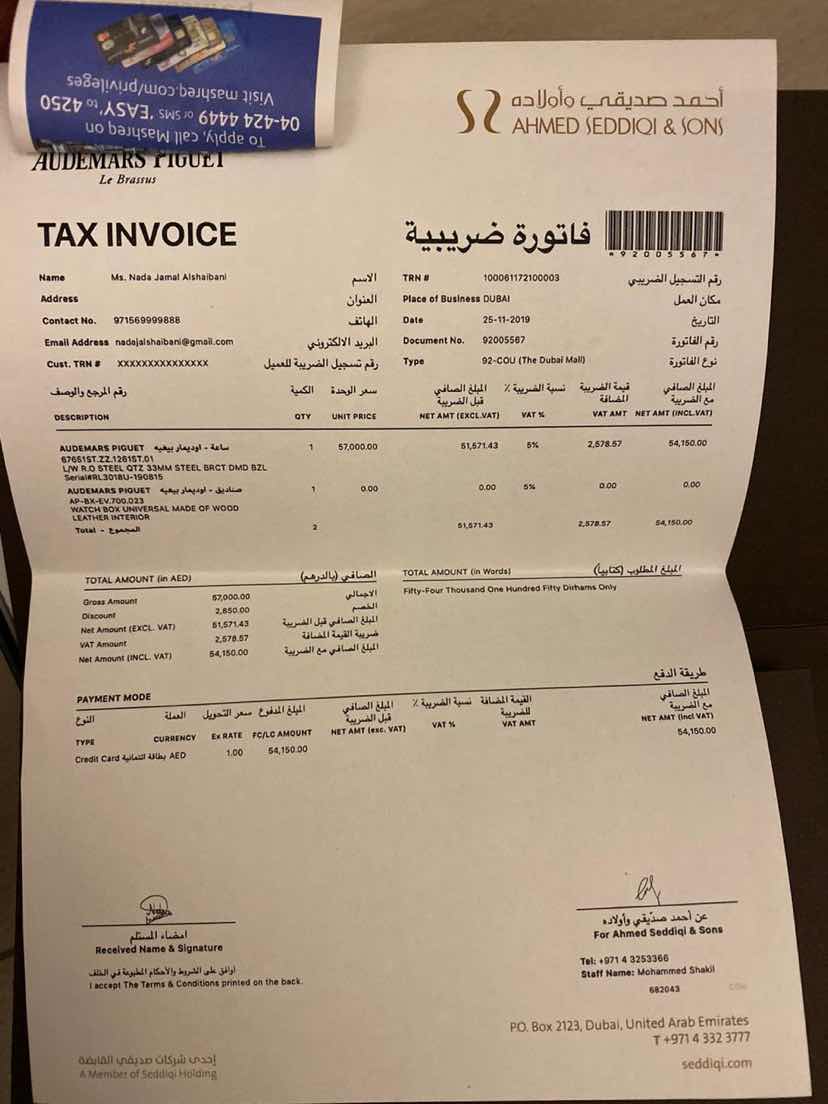 To apply, call Mashreq on
04-424 4449 or SMS 'EASY' to 4250
Visit mashreq.com/privileges
أحمد صديقي وأولاده
AHMED SEDDIQI & SONS
AUDEMARS PIGUET
Le Brassus
TAX INVOICE
فاتورة ضريبية
*92005567*
Name Ms. Nada Jamal Alshaibani الاسم
Address العنوان
Contact No. 971569999888 الهاتف
Email Address nadajalshaibani@gmail.com البريد الالكتروني
Cust. TRN # XXXXXXXXXXXXXXX رقم تسجيل الضريبة للعميل
TRN # 100061172100003 رقم التسجيل الضريبي
Place of Business DUBAI مكان العمل
Date 25-11-2019 التاريخ
Document No. 92005567 رقم الفاتورة
Type 92-COU (The Dubai Mall) نوع الفاتورة
رقم المرجع والوصف الكمية سعر الوحدة المبلغ الصافي قبل الضريبة نسبة الضريبة ٪ قيمة الضريبة المضافة المبلغ الصافي مع الضريبة
DESCRIPTION QTY UNIT PRICE NET AMT (EXCL.VAT) VAT % VAT AMT NET AMT (INCL.VAT)
AUDEMARS PIGUET ساعة - اوديمار بيغيه 1 57,000.00 51,571.43 5% 2,578.57 54,150.00
67651ST.ZZ.1261ST.01
L/W R.O STEEL QTZ 33MM STEEL BRCT DMD BZL
Serial#RL3018U-190815
AUDEMARS PIGUET صناديق - اوديمار بيغيه 1 0.00 0.00 5% 0.00 0.00
AP-BX-EV.700.023
WATCH BOX UNIVERSAL MADE OF WOOD
LEATHER INTERIOR
Total - المجموع 2 51,571.43 2,578.57 54,150.00
TOTAL AMOUNT (in AED) الصافي (بالدرهم)
Gross Amount 57,000.00 الاجمالي
Discount 2,850.00 الخصم
Net Amount (EXCL. VAT) 51,571.43 المبلغ الصافي قبل الضريبة
VAT Amount 2,578.57 ضريبة القيمة المضافة
Net Amount (INCL. VAT) 54,150.00 المبلغ الصافي مع الضريبة
TOTAL AMOUNT (in Words) المبلغ المطلوب (كتابياً)
Fifty-Four Thousand One Hundred Fifty Dirhams Only
PAYMENT MODE طريقة الدفع
النوع العملة سعر التحويل المبلغ المدفوع المبلغ الصافي قبل الضريبة نسبة الضريبة ٪ القيمة المضافة للضريبة المبلغ الصافي مع الضريبة
TYPE CURRENCY Ex RATE FC/LC AMOUNT NET AMT (exc. VAT) VAT % VAT AMT NET AMT (incl VAT)
Credit Card بطاقة ائتمانية AED 1.00 54,150.00 54,150.00
امضاء المستلم
Received Name & Signature
أوافق على الشروط والأحكام المطبوعة في الخلف
I accept The Terms & Conditions printed on the back.
عن أحمد صدّيقي وأولاده
For Ahmed Seddiqi & Sons
Tel: +971 4 3253366
Staff Name: Mohammed Shakil
682043
إحدى شركات صديقي القابضة
A Member of Seddiqi Holding
P.O. Box 2123, Dubai, United Arab Emirates
T +971 4 332 3777
seddiqi.com